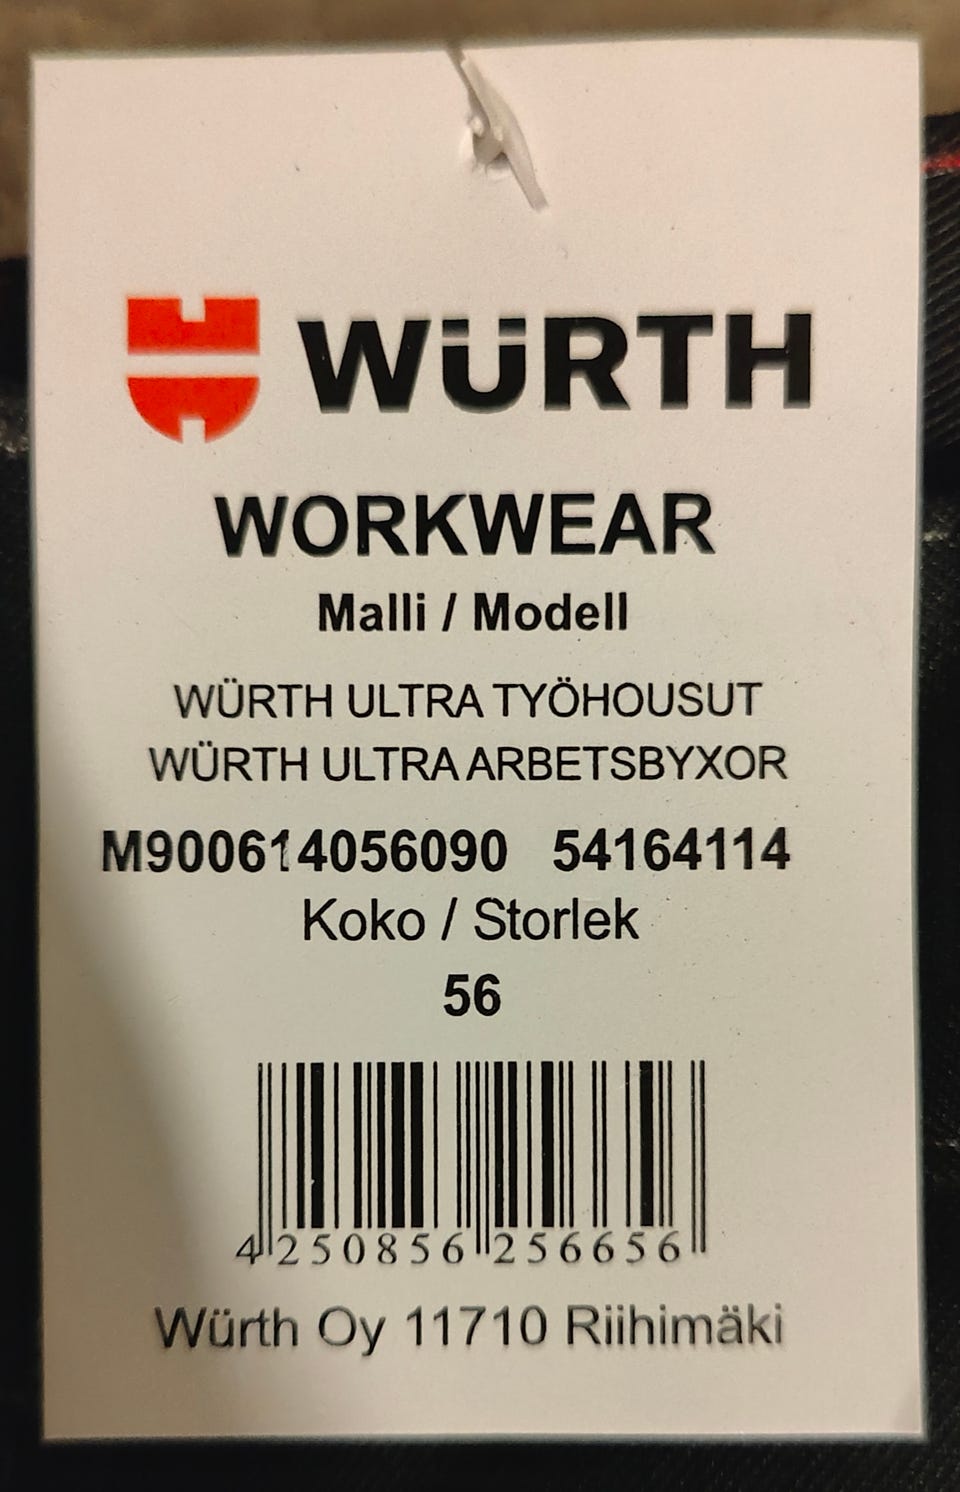 WÜRTH
WORKWEAR
Malli / Modell
WÜRTH ULTRA TYÖHOUSUT
WÜRTH ULTRA ARBETSBYXOR
M900614056090 54164114
Koko / Storlek
56
4 250856 256656
Würth Oy 11710 Riihimäki